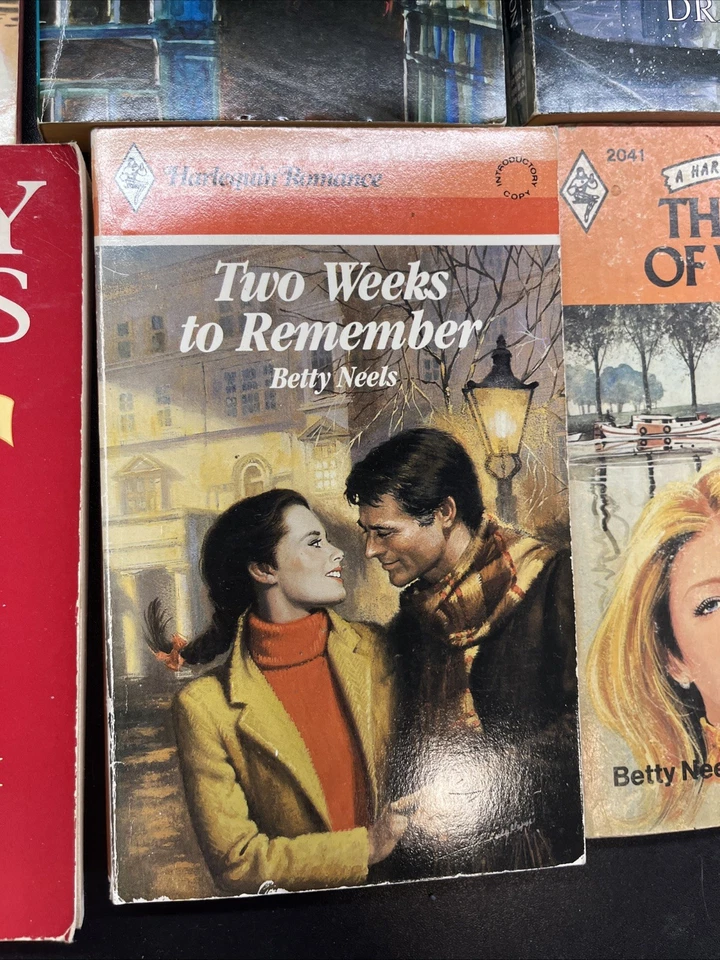 DR
Y
S
Harlequin Romance
INTRODUCTORY
COPY
Two Weeks
to Remember
Betty Neels
2041
A HAR
TH
OF
Betty Nee